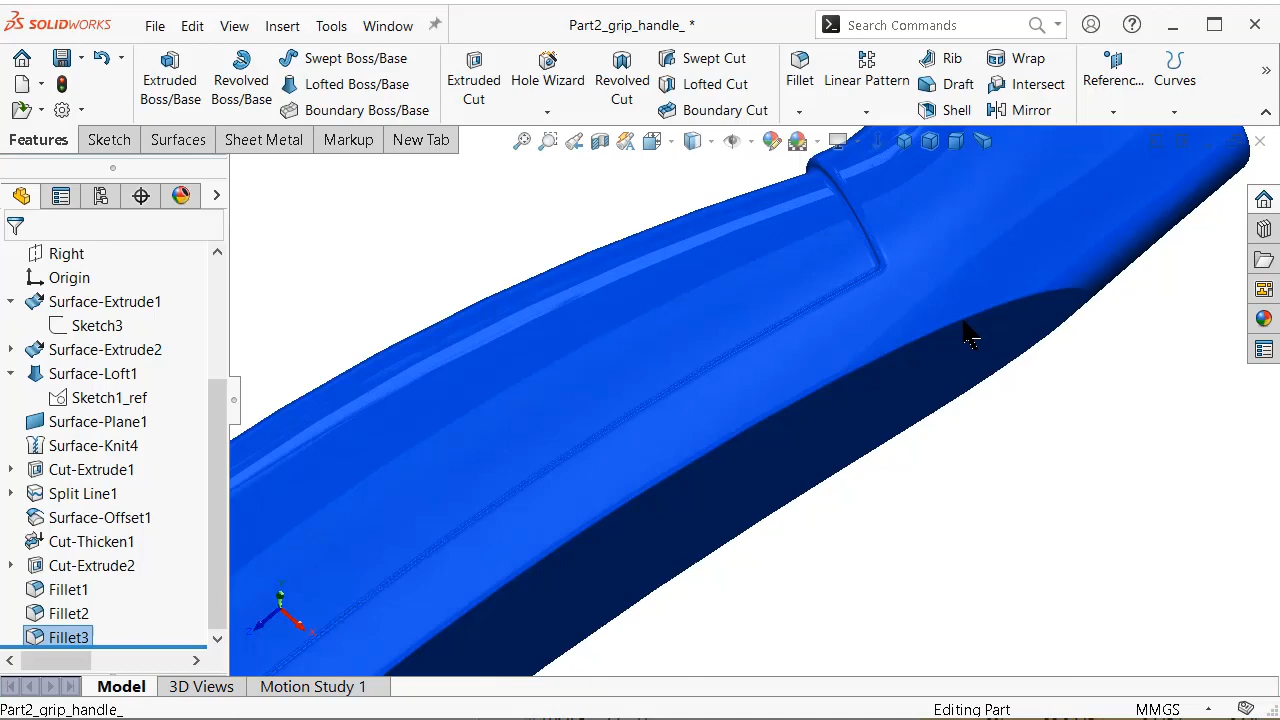 SOLIDWORKS File Edit View Insert Tools Window Part2_grip_handle_ * Search Commands
Extruded Boss/Base
Revolved Boss/Base
Swept Boss/Base
Lofted Boss/Base
Boundary Boss/Base
Extruded Cut
Hole Wizard
Revolved Cut
Swept Cut
Lofted Cut
Boundary Cut
Fillet
Linear Pattern
Rib
Draft
Shell
Wrap
Intersect
Mirror
Referenc...
Curves
Features Sketch Surfaces Sheet Metal Markup New Tab
Right
Origin
Surface-Extrude1
Sketch3
Surface-Extrude2
Surface-Loft1
Sketch1_ref
Surface-Plane1
Surface-Knit4
Cut-Extrude1
Split Line1
Surface-Offset1
Cut-Thicken1
Cut-Extrude2
Fillet1
Fillet2
Fillet3
Y
Z
X
Model 3D Views Motion Study 1
Part2_grip_handle_ Editing Part MMGS